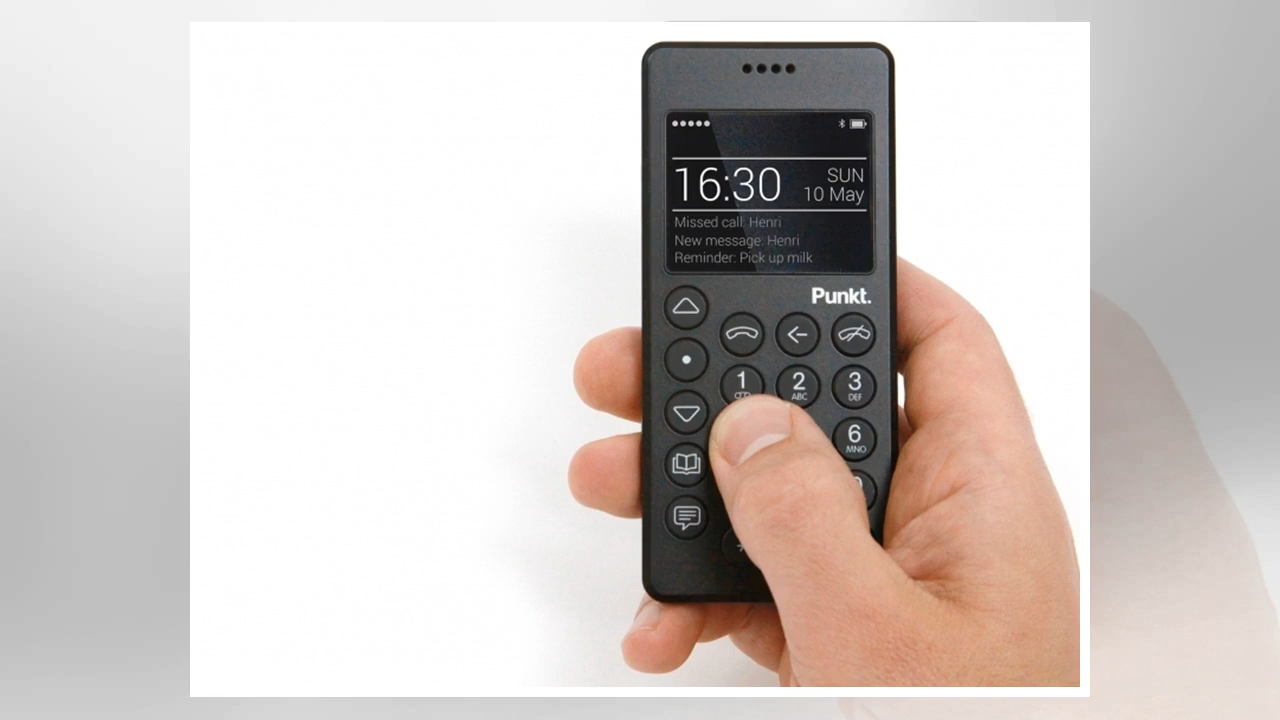 16:30
SUN
10 May
Missed call: Henri
New message: Henri
Reminder: Pick up milk
Punkt.
1
2
ABC
3
DEF
6
MNO
*